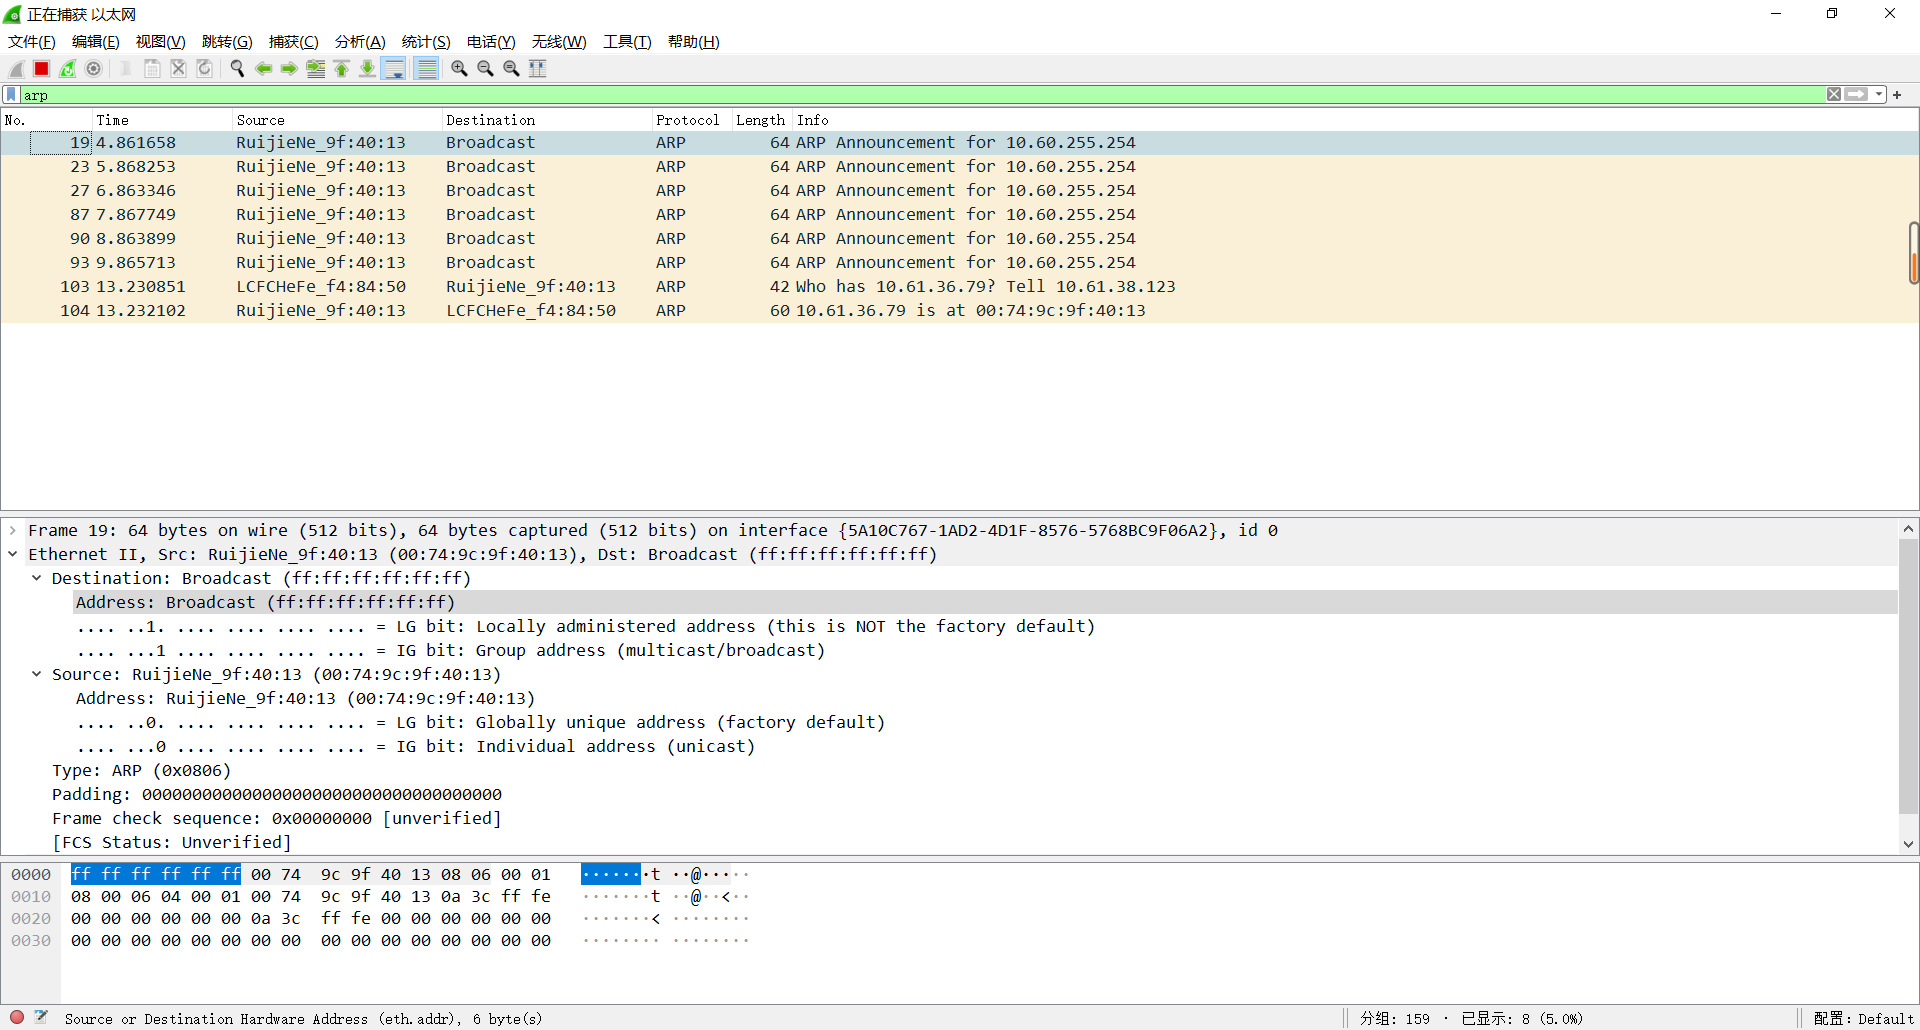 正在捕获 以太网
文件(F) 编辑(E) 视图(V) 跳转(G) 捕获(C) 分析(A) 统计(S) 电话(Y) 无线(W) 工具(T) 帮助(H)
arp
No. Time Source Destination Protocol Length Info
19 4.861658 RuijieNe_9f:40:13 Broadcast ARP 64 ARP Announcement for 10.60.255.254
23 5.868253 RuijieNe_9f:40:13 Broadcast ARP 64 ARP Announcement for 10.60.255.254
27 6.863346 RuijieNe_9f:40:13 Broadcast ARP 64 ARP Announcement for 10.60.255.254
87 7.867749 RuijieNe_9f:40:13 Broadcast ARP 64 ARP Announcement for 10.60.255.254
90 8.863899 RuijieNe_9f:40:13 Broadcast ARP 64 ARP Announcement for 10.60.255.254
93 9.865713 RuijieNe_9f:40:13 Broadcast ARP 64 ARP Announcement for 10.60.255.254
103 13.230851 LCFCHeFe_f4:84:50 RuijieNe_9f:40:13 ARP 42 Who has 10.61.36.79? Tell 10.61.38.123
104 13.232102 RuijieNe_9f:40:13 LCFCHeFe_f4:84:50 ARP 60 10.61.36.79 is at 00:74:9c:9f:40:13
Frame 19: 64 bytes on wire (512 bits), 64 bytes captured (512 bits) on interface {5A10C767-1AD2-4D1F-8576-5768BC9F06A2}, id 0
Ethernet II, Src: RuijieNe_9f:40:13 (00:74:9c:9f:40:13), Dst: Broadcast (ff:ff:ff:ff:ff:ff)
Destination: Broadcast (ff:ff:ff:ff:ff:ff)
Address: Broadcast (ff:ff:ff:ff:ff:ff)
.... ..1. .... .... .... .... = LG bit: Locally administered address (this is NOT the factory default)
.... ...1 .... .... .... .... = IG bit: Group address (multicast/broadcast)
Source: RuijieNe_9f:40:13 (00:74:9c:9f:40:13)
Address: RuijieNe_9f:40:13 (00:74:9c:9f:40:13)
.... ..0. .... .... .... .... = LG bit: Globally unique address (factory default)
.... ...0 .... .... .... .... = IG bit: Individual address (unicast)
Type: ARP (0x0806)
Padding: 000000000000000000000000000000000000
Frame check sequence: 0x00000000 [unverified]
[FCS Status: Unverified]
0000 ff ff ff ff ff ff 00 74 9c 9f 40 13 08 06 00 01 ·······t ··@·····
0010 08 00 06 04 00 01 00 74 9c 9f 40 13 0a 3c ff fe ·······t ··@··<··
0020 00 00 00 00 00 00 0a 3c ff fe 00 00 00 00 00 00 ·······< ········
0030 00 00 00 00 00 00 00 00 00 00 00 00 00 00 00 00 ········ ········
Source or Destination Hardware Address (eth.addr), 6 byte(s) 分组: 159 · 已显示: 8 (5.0%) 配置: Default